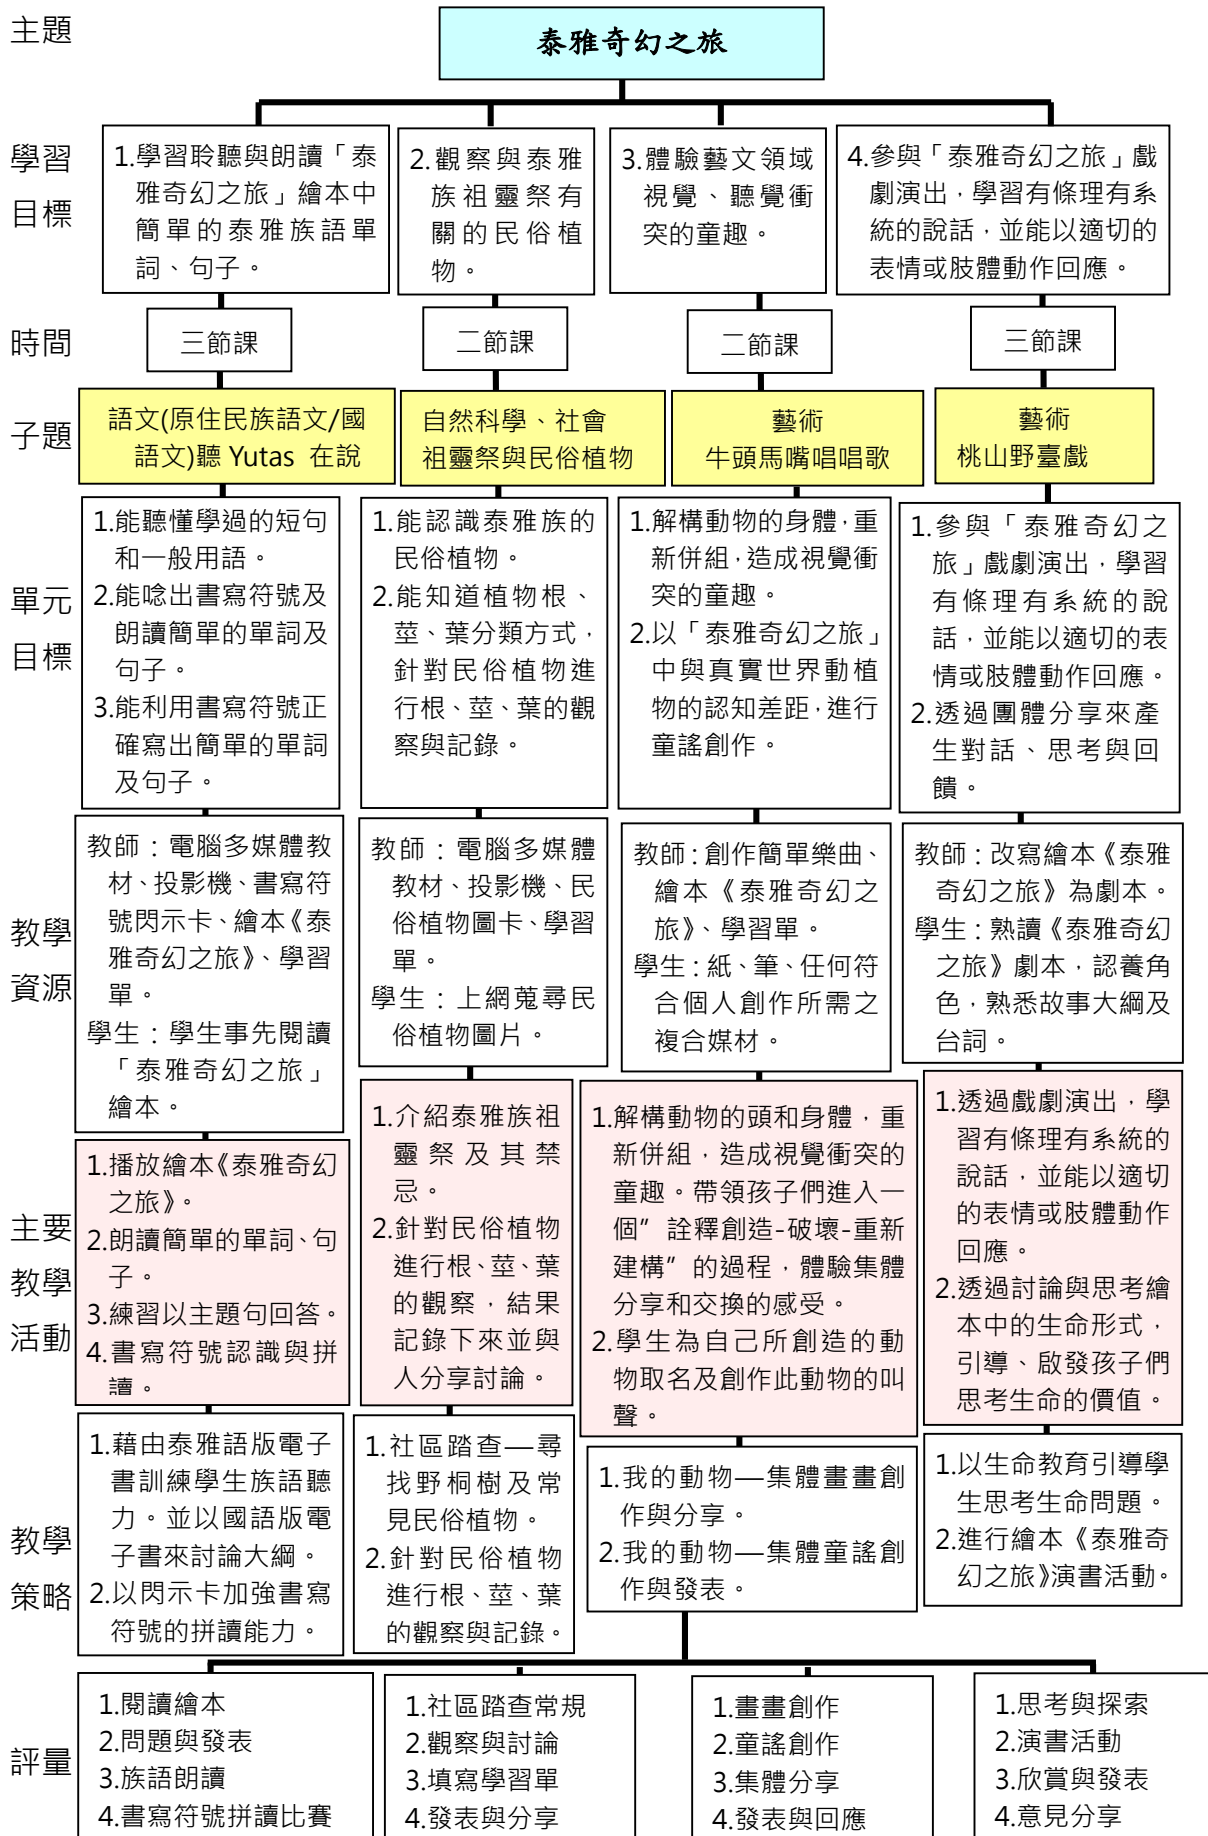 主題
泰雅奇幻之旅
學習
目標
1.學習聆聽與朗讀「泰
雅奇幻之旅」繪本中
簡單的泰雅族語單
詞、句子。
2.觀察與泰雅
族祖靈祭有
關的民俗植
物。
3.體驗藝文領域
視覺、聽覺衝
突的童趣。
4.參與「泰雅奇幻之旅」戲
劇演出，學習有條理有系
統的說話，並能以適切的
表情或肢體動作回應。
時間
三節課
二節課
二節課
三節課
子題
語文(原住民族語文/國
語文)聽 Yutas 在說
自然科學、社會
祖靈祭與民俗植物
藝術
牛頭馬嘴唱唱歌
藝術
桃山野臺戲
單元
目標
1.能聽懂學過的短句
和一般用語。
2.能唸出書寫符號及
朗讀簡單的單詞及
句子。
3.能利用書寫符號正
確寫出簡單的單詞
及句子。
1.能認識泰雅族的
民俗植物。
2.能知道植物根、
莖、葉分類方式，
針對民俗植物進
行根、莖、葉的觀
察與記錄。
1.解構動物的身體，重
新併組，造成視覺衝
突的童趣。
2.以「泰雅奇幻之旅」
中與真實世界動植
物的認知差距，進行
童謠創作。
1.參與「泰雅奇幻之
旅」戲劇演出，學習
有條理有系統的說
話，並能以適切的表
情或肢體動作回應。
2.透過團體分享來產
生對話、思考與回
饋。
教學
資源
教師：電腦多媒體教
材、投影機、書寫符
號閃示卡、繪本《泰
雅奇幻之旅》、學習
單。
學生：學生事先閱讀
「泰雅奇幻之旅」
繪本。
教師：電腦多媒體
教材、投影機、民
俗植物圖卡、學習
單。
學生：上網蒐尋民
俗植物圖片。
教師：創作簡單樂曲、
繪本《泰雅奇幻之
旅》、學習單。
學生：紙、筆、任何符
合個人創作所需之
複合媒材。
教師：改寫繪本《泰雅
奇幻之旅》為劇本。
學生：熟讀《泰雅奇幻
之旅》劇本，認養角
色，熟悉故事大綱及
台詞。
主要
教學
活動
1.播放繪本《泰雅奇幻
之旅》。
2.朗讀簡單的單詞、句
子。
3.練習以主題句回答。
4.書寫符號認識與拼
讀。
1.介紹泰雅族祖
靈祭及其禁
忌。
2.針對民俗植物
進行根、莖、葉
的觀察，結果
記錄下來並與
人分享討論。
1.解構動物的頭和身體，重
新併組，造成視覺衝突的
童趣。帶領孩子們進入一
個”詮釋創造-破壞-重新
建構”的過程，體驗集體
分享和交換的感受。
2.學生為自己所創造的動
物取名及創作此動物的叫
聲。
1.透過戲劇演出，學
習有條理有系統的
說話，並能以適切
的表情或肢體動作
回應。
2.透過討論與思考繪
本中的生命形式，
引導、啟發孩子們
思考生命的價值。
教學
策略
1.藉由泰雅語版電子
書訓練學生族語聽
力。並以國語版電
子書來討論大綱。
2.以閃示卡加強書寫
符號的拼讀能力。
1.社區踏查—尋
找野桐樹及常
見民俗植物。
2.針對民俗植物
進行根、莖、葉
的觀察與記錄。
1.我的動物—集體畫畫創
作與分享。
2.我的動物—集體童謠創
作與發表。
1.以生命教育引導學
生思考生命問題。
2.進行繪本《泰雅奇
幻之旅》演書活動。
評量
1.閱讀繪本
2.問題與發表
3.族語朗讀
4.書寫符號拼讀比賽
1.社區踏查常規
2.觀察與討論
3.填寫學習單
4.發表與分享
1.畫畫創作
2.童謠創作
3.集體分享
4.發表與回應
1.思考與探索
2.演書活動
3.欣賞與發表
4.意見分享